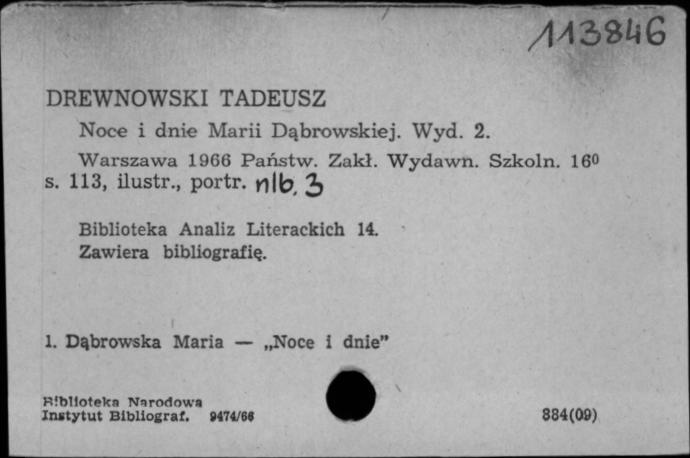 113846
DREWNOWSKI TADEUSZ
Noce i dnie Marii Dąbrowskiej. Wyd. 2.
Warszawa 1966 Państw. Zakł. Wydawn. Szkoln. 16⁰
s. 113, ilustr., portr. nlb. 3
Biblioteka Analiz Literackich 14.
Zawiera bibliografię.
1. Dąbrowska Maria — „Noce i dnie”
Biblioteka Narodowa
Instytut Bibliograf. 9474/66 884(09)